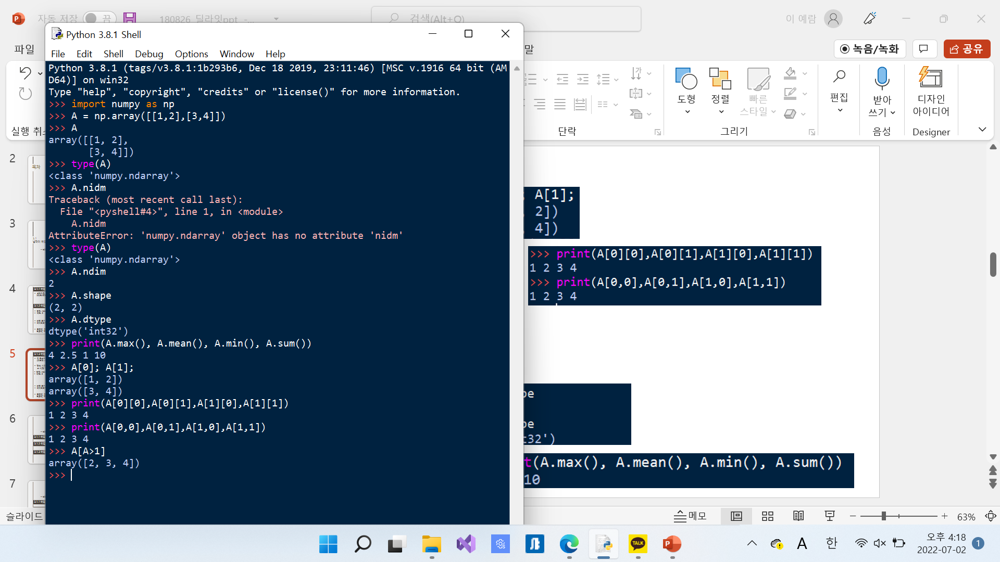 자동 저장
끔
180826_딜라잇ppt -...
검색(Alt+Q)
이 예람
파일
말
녹음/녹화
공유
실행 취소
단락
도형
정렬
빠른
스타일
그리기
편집
받아
쓰기
음성
디자인
아이디어
Designer
Python 3.8.1 Shell
File Edit Shell Debug Options Window Help
Python 3.8.1 (tags/v3.8.1:1b293b6, Dec 18 2019, 23:11:46) [MSC v.1916 64 bit (AM
D64)] on win32
Type "help", "copyright", "credits" or "license()" for more information.
>>> import numpy as np
>>> A = np.array([[1,2],[3,4]])
>>> A
array([[1, 2],
       [3, 4]])
>>> type(A)
<class 'numpy.ndarray'>
>>> A.nidm
Traceback (most recent call last):
  File "<pyshell#4>", line 1, in <module>
    A.nidm
AttributeError: 'numpy.ndarray' object has no attribute 'nidm'
>>> type(A)
<class 'numpy.ndarray'>
>>> A.ndim
2
>>> A.shape
(2, 2)
>>> A.dtype
dtype('int32')
>>> print(A.max(), A.mean(), A.min(), A.sum())
4 2.5 1 10
>>> A[0]; A[1];
array([1, 2])
array([3, 4])
>>> print(A[0][0],A[0][1],A[1][0],A[1][1])
1 2 3 4
>>> print(A[0,0],A[0,1],A[1,0],A[1,1])
1 2 3 4
>>> A[A>1]
array([2, 3, 4])
>>>
2
목차
3
4
5
6
7
A[1];
2])
4])
>>> print(A[0][0],A[0][1],A[1][0],A[1][1])
1 2 3 4
>>> print(A[0,0],A[0,1],A[1,0],A[1,1])
1 2 3 4
pe
pe
t32')
t(A.max(), A.mean(), A.min(), A.sum())
10
슬라이드
메모
63%
TALK
A
한
오후 4:18
2022-07-02
1